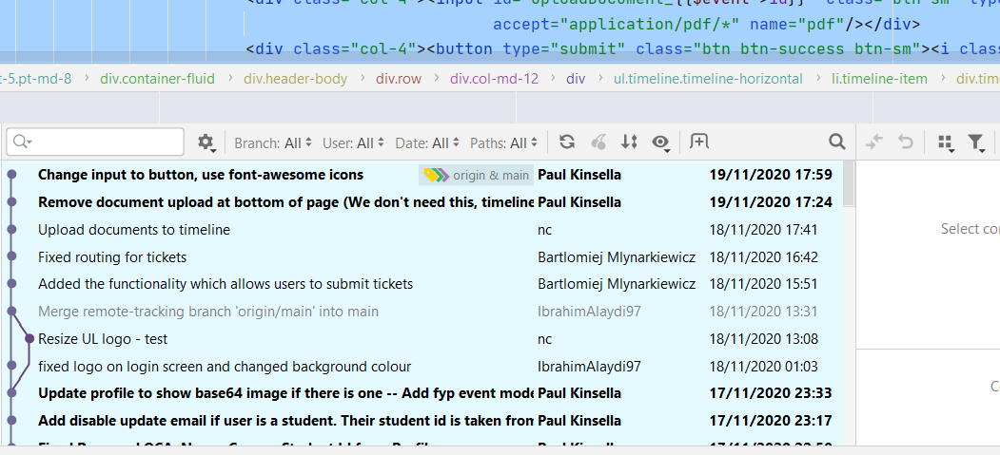 <div class="col-4"><input id="uploadDocument_{{$event->id}}" class="btn-sm" type
accept="application/pdf/*" name="pdf"/></div>
<div class="col-4"><button type="submit" class="btn btn-success btn-sm"><i class
t-5.pt-md-8 › div.container-fluid › div.header-body › div.row › div.col-md-12 › div › ul.timeline.timeline-horizontal › li.timeline-item › div.time
Branch: All User: All Date: All Paths: All
Change input to button, use font-awesome icons origin & main Paul Kinsella 19/11/2020 17:59
Remove document upload at bottom of page (We don't need this, timeline Paul Kinsella 19/11/2020 17:24
Select co
Upload documents to timeline nc 18/11/2020 17:41
Fixed routing for tickets Bartlomiej Mlynarkiewicz 18/11/2020 16:42
Added the functionality which allows users to submit tickets Bartlomiej Mlynarkiewicz 18/11/2020 15:51
Merge remote-tracking branch 'origin/main' into main IbrahimAlaydi97 18/11/2020 13:31
Resize UL logo - test nc 18/11/2020 13:08
fixed logo on login screen and changed background colour IbrahimAlaydi97 18/11/2020 01:03
Update profile to show base64 image if there is one -- Add fyp event mode Paul Kinsella 17/11/2020 23:33
Add disable update email if user is a student. Their student id is taken from Paul Kinsella 17/11/2020 23:17